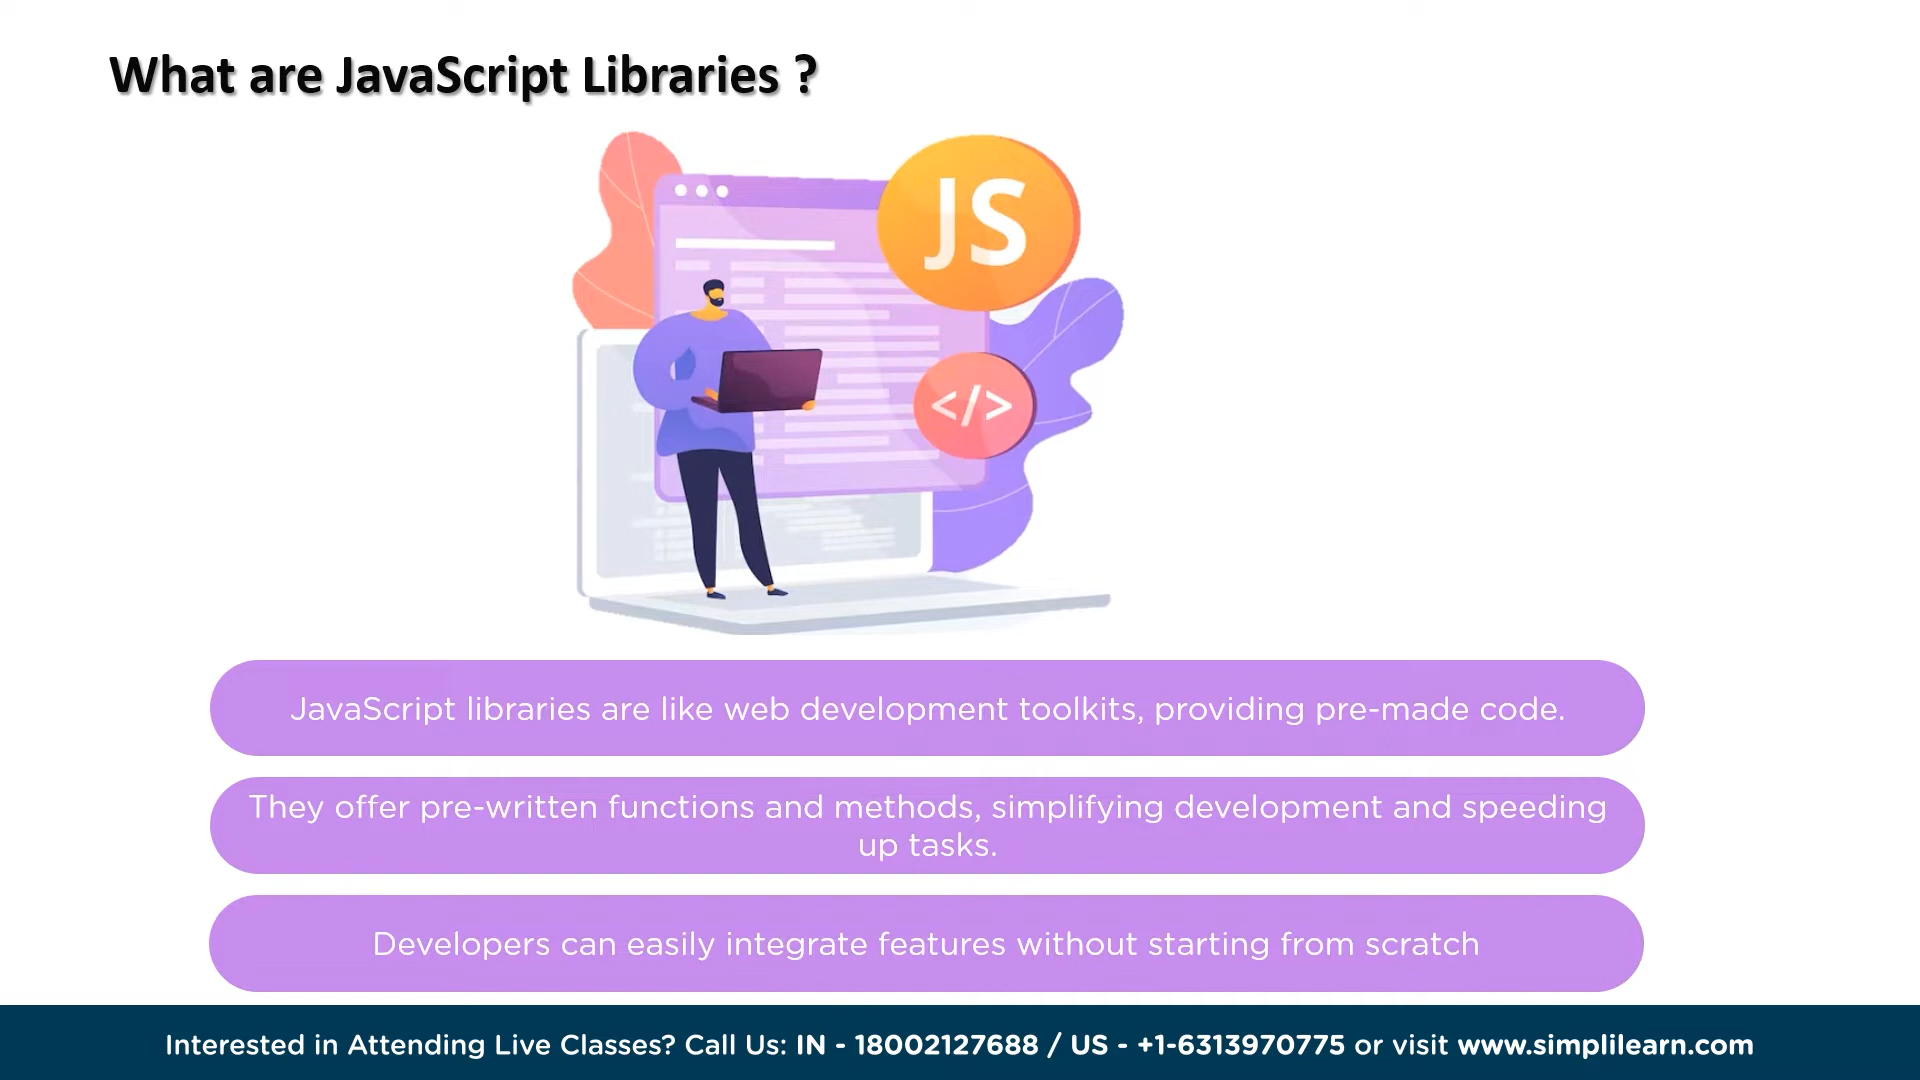 What are JavaScript Libraries ?
JS
</>
JavaScript libraries are like web development toolkits, providing pre-made code.
They offer pre-written functions and methods, simplifying development and speeding
up tasks.
Developers can easily integrate features without starting from scratch
Interested in Attending Live Classes? Call Us: IN - 18002127688 / US - +1-6313970775 or visit www.simplilearn.com